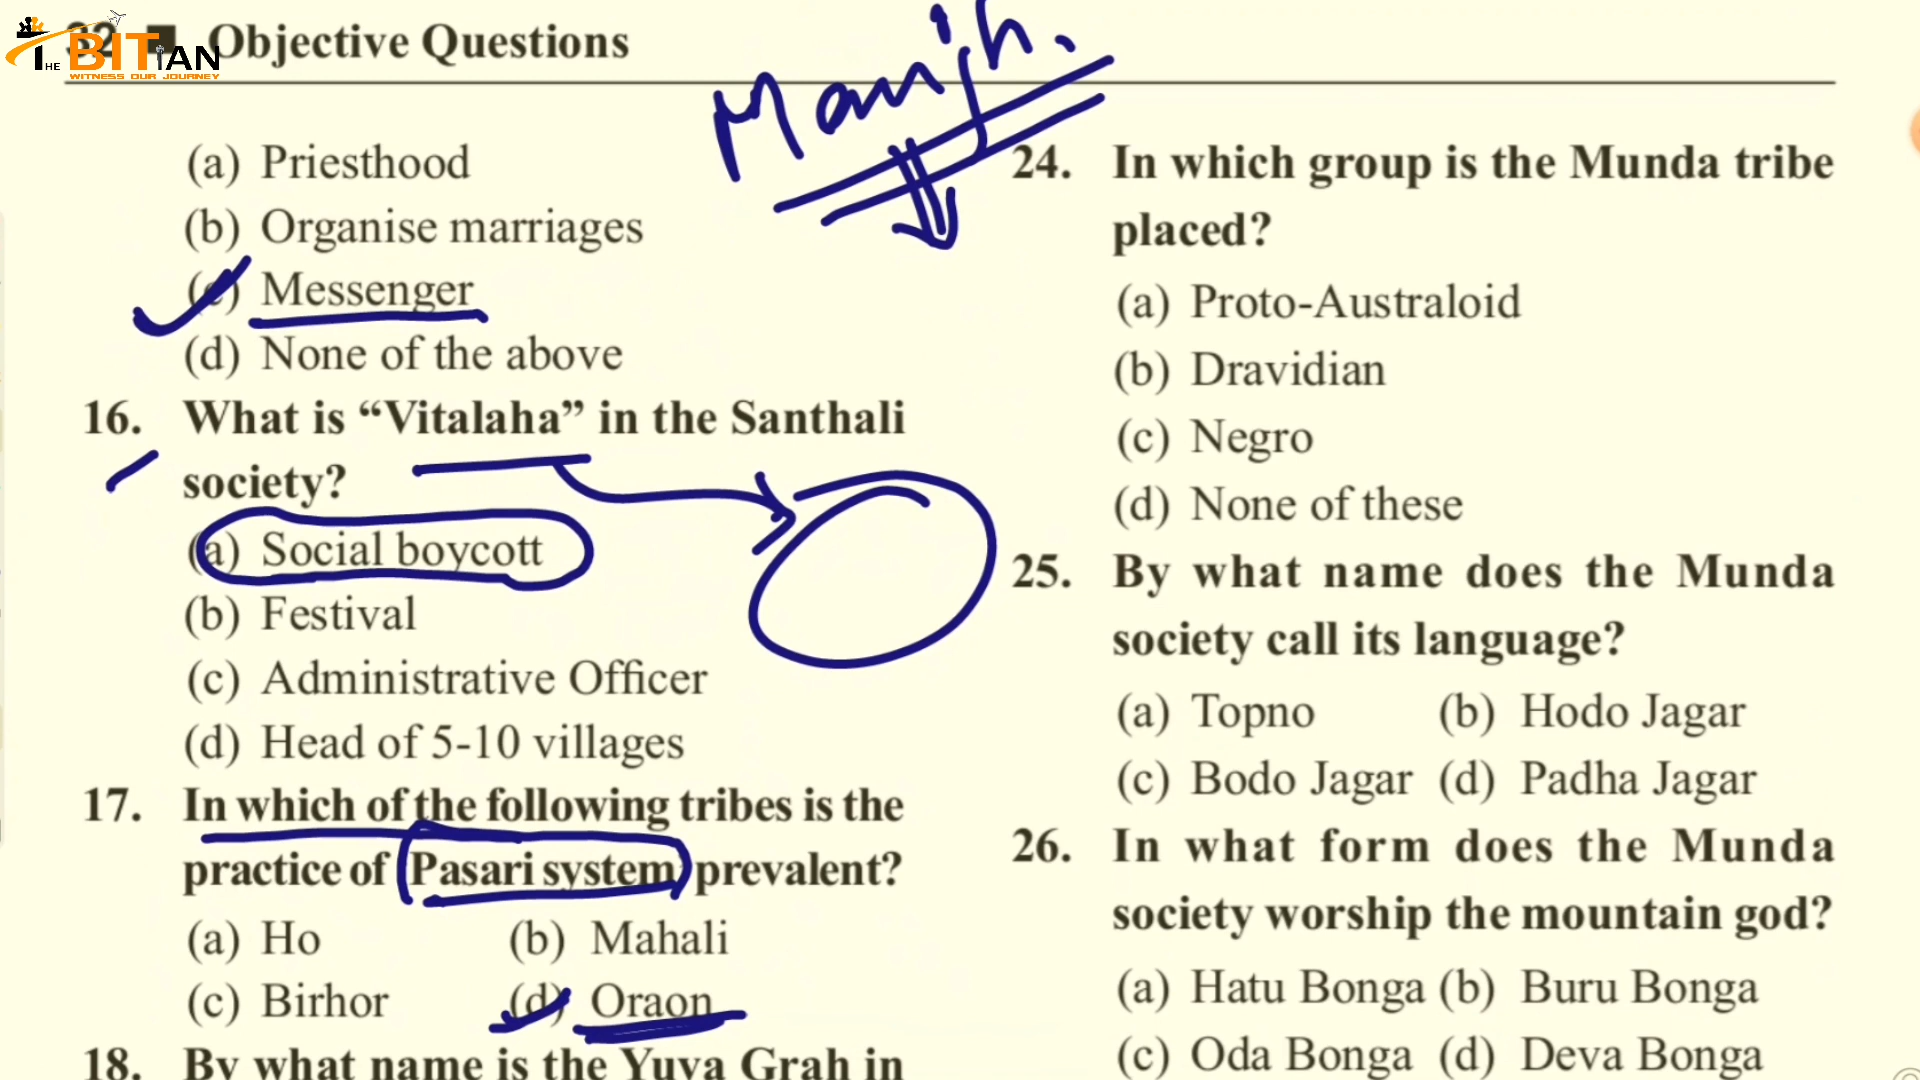 32 Objective Questions
THE BITIAN
WITNESS OUR JOURNEY
Manish.
(a) Priesthood
(b) Organise marriages
(c) Messenger
(d) None of the above
16. What is “Vitalaha” in the Santhali
society?
(a) Social boycott
(b) Festival
(c) Administrative Officer
(d) Head of 5-10 villages
17. In which of the following tribes is the
practice of Pasari system prevalent?
(a) Ho (b) Mahali
(c) Birhor (d) Oraon
18. By what name is the Yuva Grah in
24. In which group is the Munda tribe
placed?
(a) Proto-Australoid
(b) Dravidian
(c) Negro
(d) None of these
25. By what name does the Munda
society call its language?
(a) Topno (b) Hodo Jagar
(c) Bodo Jagar (d) Padha Jagar
26. In what form does the Munda
society worship the mountain god?
(a) Hatu Bonga (b) Buru Bonga
(c) Oda Bonga (d) Deva Bonga